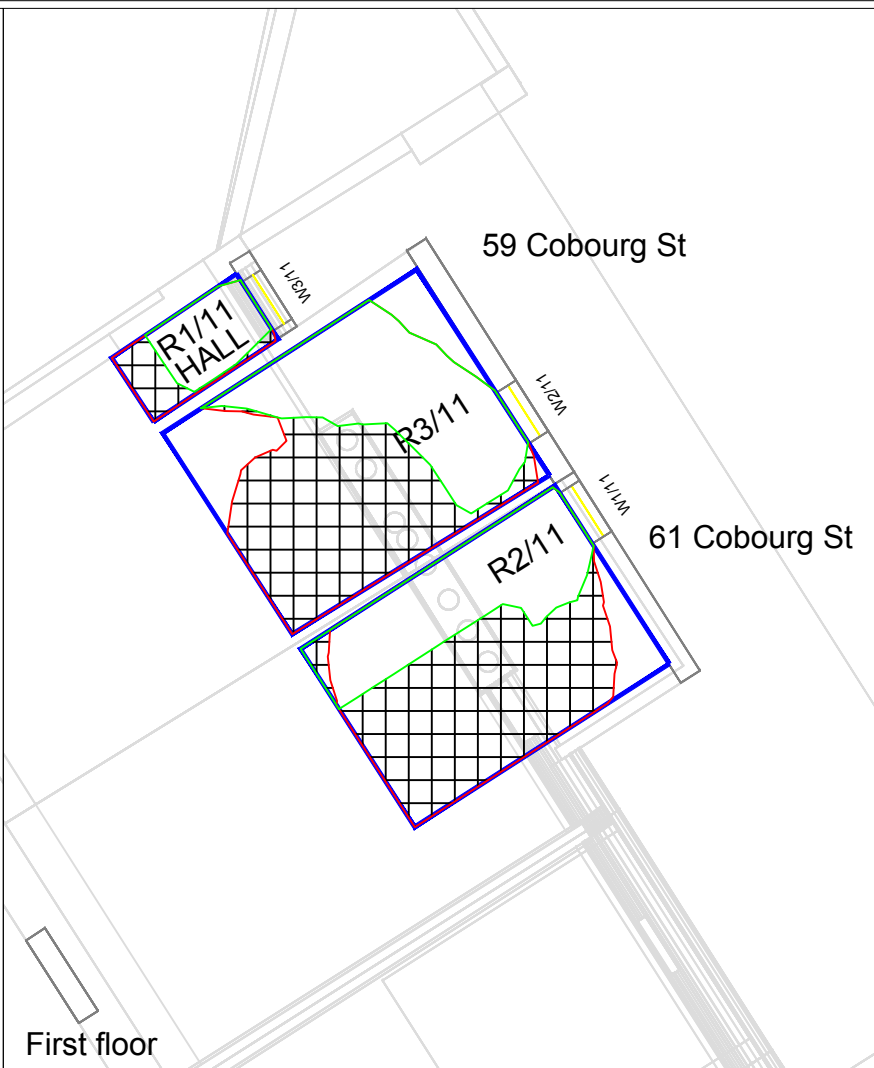 59 Cobourg St
W3/11
R1/11
HALL
W2/11
R3/11
W1/11
61 Cobourg St
R2/11
First floor